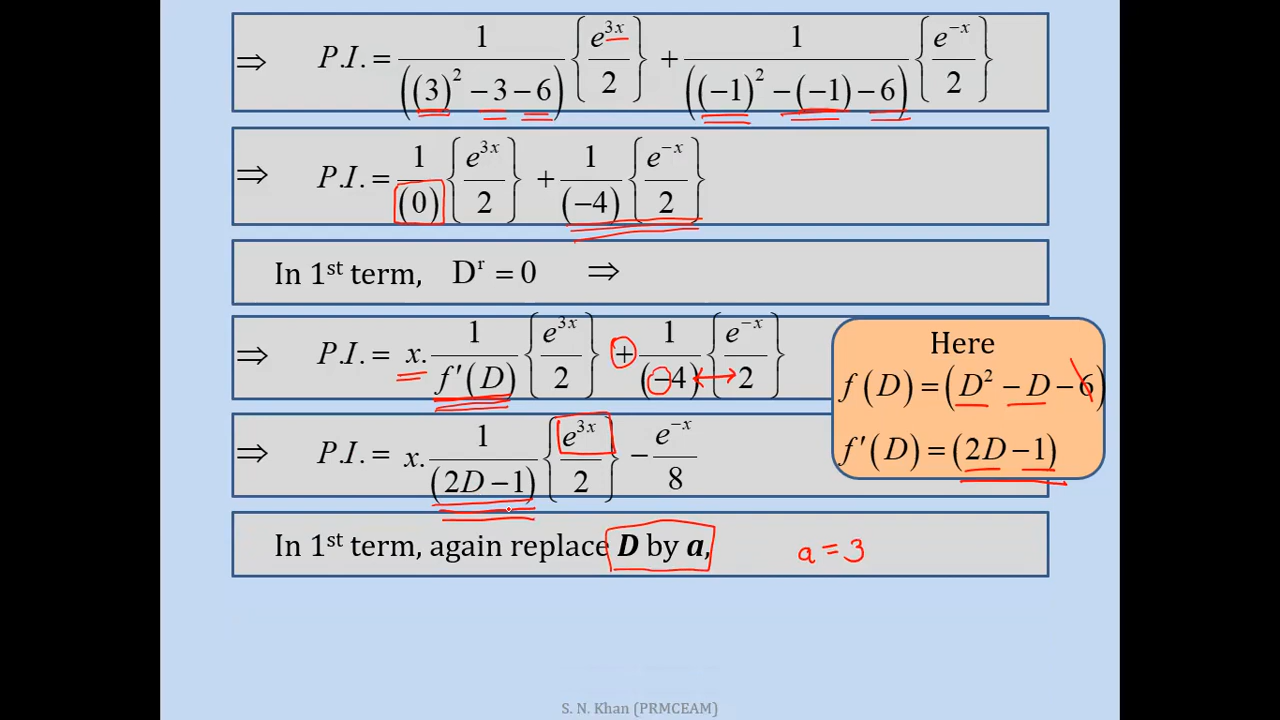 ⇒ P.I. = 1/((3)² − 3 − 6) {e^{3x}/2} + 1/((−1)² − (−1) − 6) {e^{−x}/2}
⇒ P.I. = 1/(0) {e^{3x}/2} + 1/(−4) {e^{−x}/2}
In 1ˢᵗ term, Dʳ = 0 ⇒
⇒ P.I. = x. 1/f'(D) {e^{3x}/2} + 1/(−4) {e^{−x}/2}
Here
f(D) = (D² − D − 6)
f'(D) = (2D − 1)
⇒ P.I. = x. 1/(2D − 1) {e^{3x}/2} − e^{−x}/8
In 1ˢᵗ term, again replace D by a, a = 3
S. N. Khan (PRMCEAM)